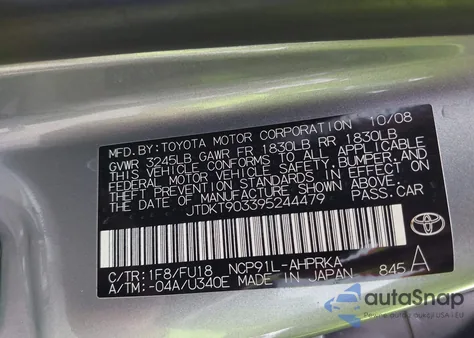 MFD. BY: TOYOTA MOTOR CORPORATION 10/08
GVWR 3245LB GAWR FR 1830LB RR 1830LB
THIS VEHICLE CONFORMS TO ALL APPLICABLE
FEDERAL MOTOR VEHICLE SAFETY, BUMPER, AND
THEFT PREVENTION STANDARDS IN EFFECT ON THE
DATE OF MANUFACTURE SHOWN ABOVE.
JTDKT903395244479 PASS.CAR
C/TR: 1F8/FU18 NCP91L-AHPRKA
A/TM: -04A/U340E MADE IN JAPAN 845 A
TOYOTA
autoSnap